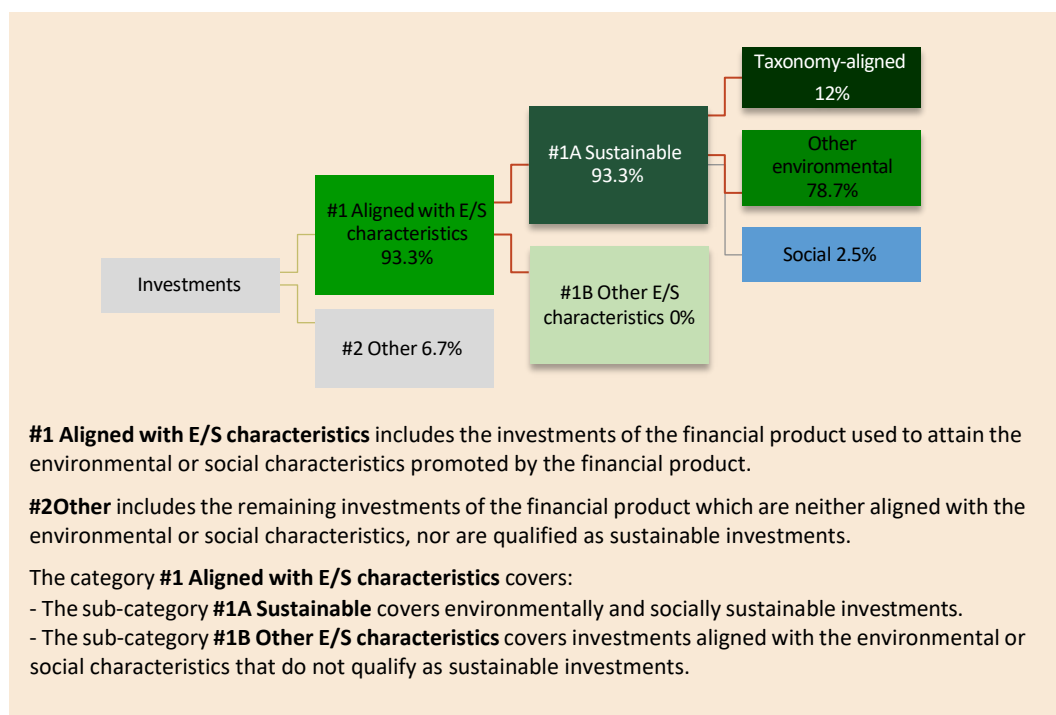 Taxonomy-aligned
12%
#1A Sustainable
93.3%
Other
environmental
78.7%
#1 Aligned with E/S
characteristics
93.3%
Social 2.5%
Investments
#1B Other E/S
characteristics 0%
#2 Other 6.7%
#1 Aligned with E/S characteristics includes the investments of the financial product used to attain the
environmental or social characteristics promoted by the financial product.
#2Other includes the remaining investments of the financial product which are neither aligned with the
environmental or social characteristics, nor are qualified as sustainable investments.
The category #1 Aligned with E/S characteristics covers:
- The sub-category #1A Sustainable covers environmentally and socially sustainable investments.
- The sub-category #1B Other E/S characteristics covers investments aligned with the environmental or
social characteristics that do not qualify as sustainable investments.